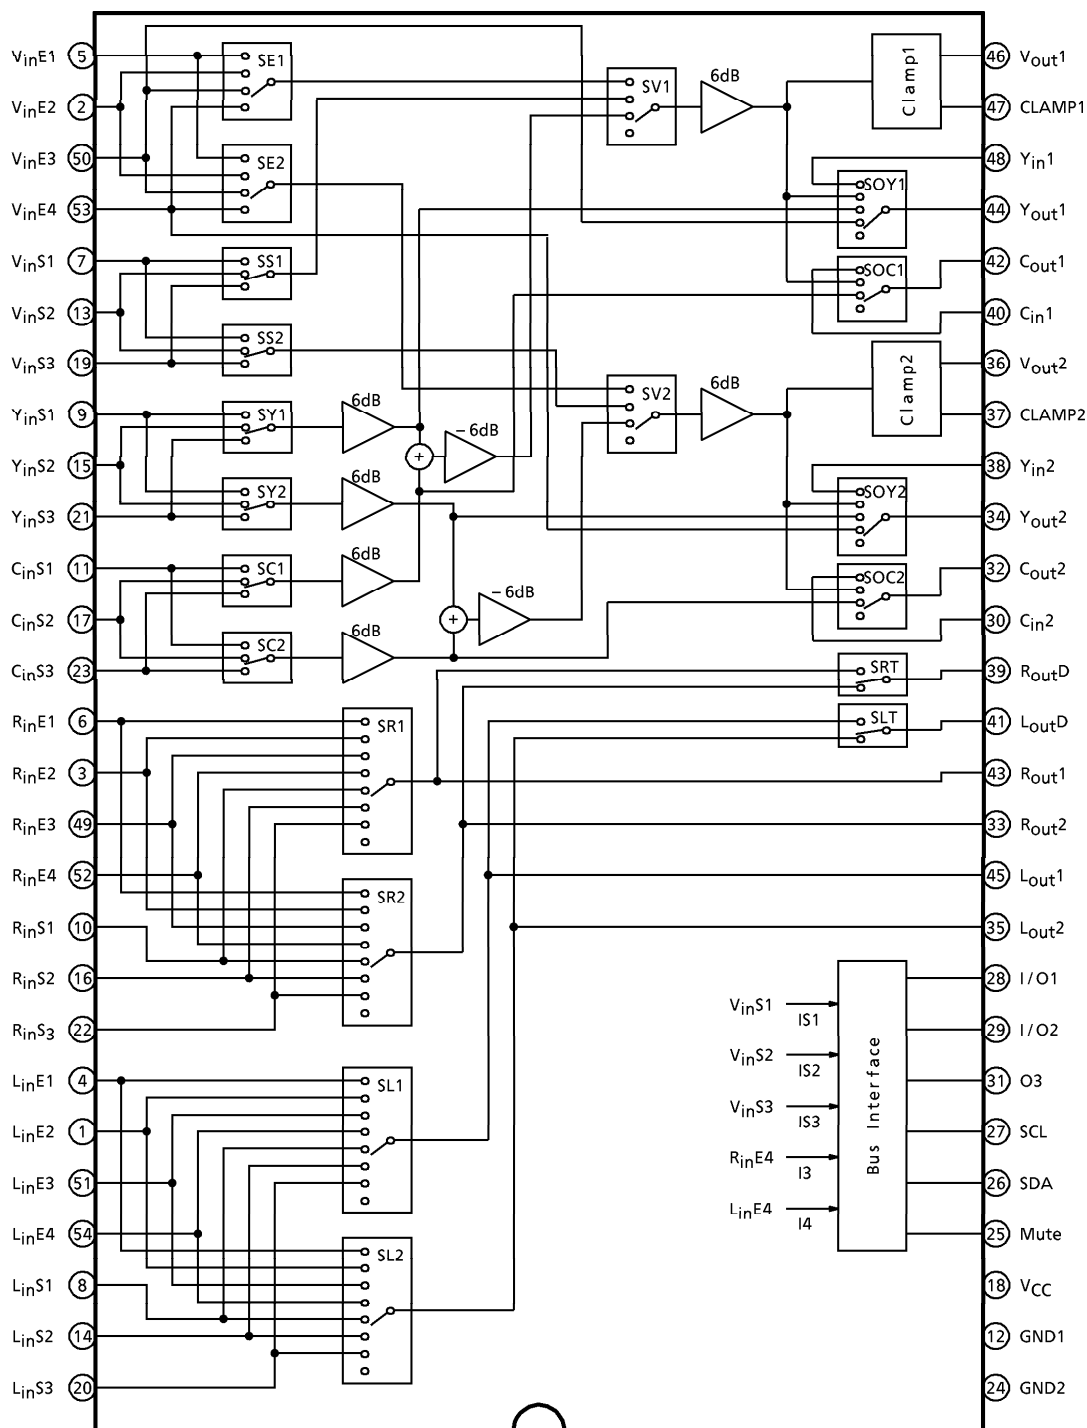 VinE1 5
VinE2 2
VinE3 50
VinE4 53
VinS1 7
VinS2 13
VinS3 19
YinS1 9
YinS2 15
YinS3 21
CinS1 11
CinS2 17
CinS3 23
RinE1 6
RinE2 3
RinE3 49
RinE4 52
RinS1 10
RinS2 16
RinS3 22
LinE1 4
LinE2 1
LinE3 51
LinE4 54
LinS1 8
LinS2 14
LinS3 20
SE1
SE2
SS1
SS2
SY1
SY2
SC1
SC2
SR1
SR2
SL1
SL2
6dB
6dB
6dB
6dB
+
-6dB
+
-6dB
SV1
6dB
SV2
6dB
Clamp1
SOY1
SOC1
Clamp2
SOY2
SOC2
SRT
SLT
VinS1
IS1
VinS2
IS2
VinS3
IS3
RinE4
I3
LinE4
I4
Bus Interface
46 Vout1
47 CLAMP1
48 Yin1
44 Yout1
42 Cout1
40 Cin1
36 Vout2
37 CLAMP2
38 Yin2
34 Yout2
32 Cout2
30 Cin2
39 RoutD
41 LoutD
43 Rout1
33 Rout2
45 Lout1
35 Lout2
28 I/O1
29 I/O2
31 O3
27 SCL
26 SDA
25 Mute
18 VCC
12 GND1
24 GND2